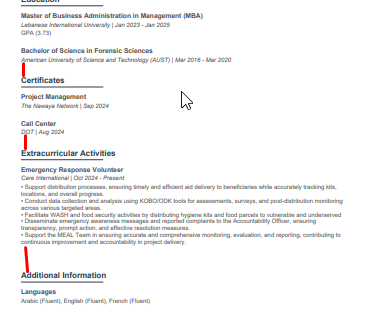 Education
Master of Business Administration in Management (MBA)
Lebanese International University | Jan 2023 - Jan 2025
GPA (3.73)
Bachelor of Science in Forensic Sciences
American University of Science and Technology (AUST) | Mar 2016 - Mar 2020
Certificates
Project Management
The Nawaya Network | Sep 2024
Call Center
DOT | Aug 2024
Extracurricular Activities
Emergency Response Volunteer
Care International | Oct 2024 - Present
• Support distribution processes, ensuring timely and efficient aid delivery to beneficiaries while accurately tracking kits,
locations, and overall progress.
• Conduct data collection and analysis using KOBO/ODK tools for assessments, surveys, and post-distribution monitoring
across various targeted areas.
• Facilitate WASH and food security activities by distributing hygiene kits and food parcels to vulnerable and underserved
• Disseminate emergency awareness messages and reported complaints to the Accountability Officer, ensuring
transparency, prompt action, and effective resolution measures.
• Support the MEAL Team in ensuring accurate and comprehensive monitoring, evaluation, and reporting, contributing to
continuous improvement and accountability in project delivery.
Additional Information
Languages
Arabic (Fluent), English (Fluent), French (Fluent)